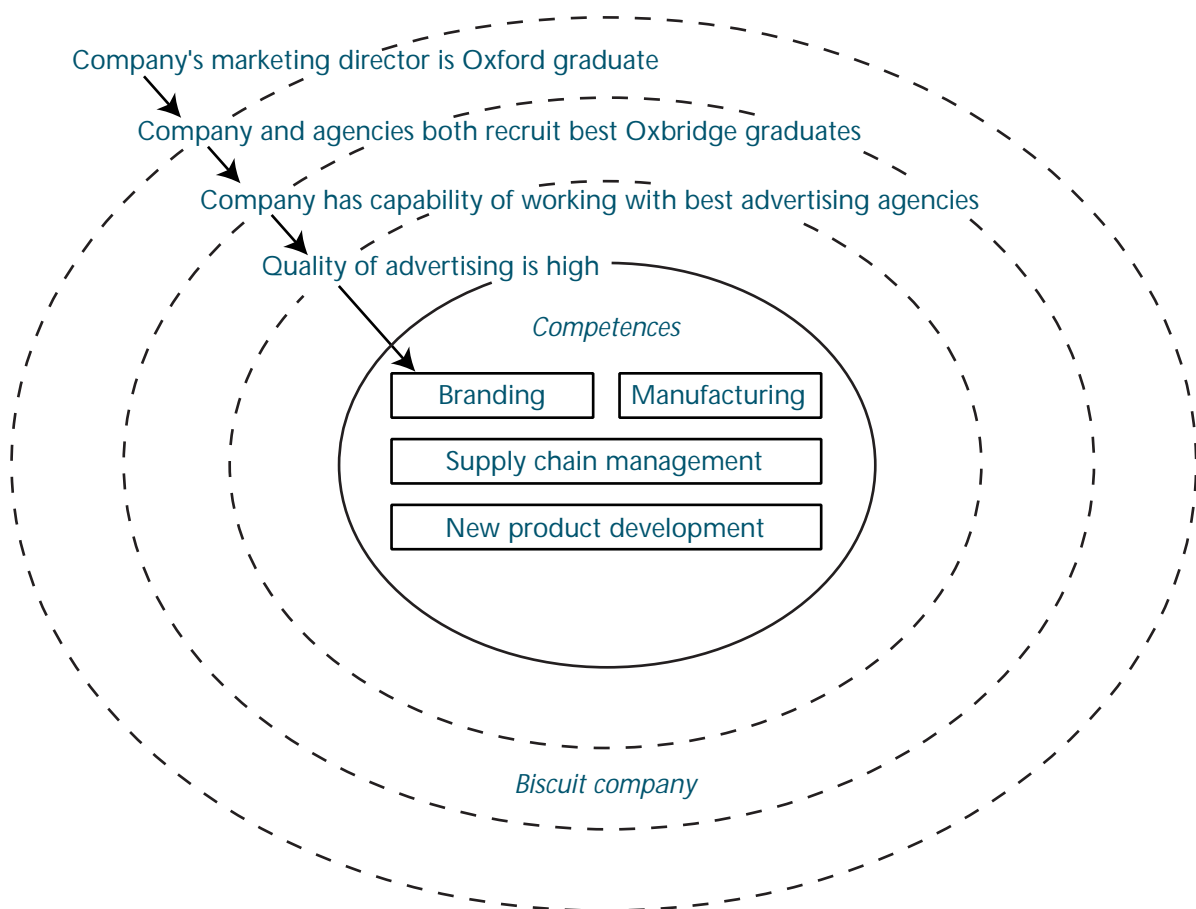 Company's marketing director is Oxford graduate
Company and agencies both recruit best Oxbridge graduates
Company has capability of working with best advertising agencies
Quality of advertising is high
Competences
Branding
Manufacturing
Supply chain management
New product development
Biscuit company